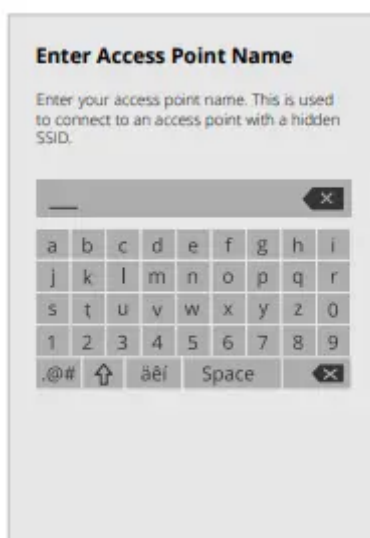 Enter Access Point Name
Enter your access point name. This is used
to connect to an access point with a hidden
SSID.
a b c d e f g h i
j k l m n o p q r
s t u v w x y z 0
1 2 3 4 5 6 7 8 9
.@# äêí Space